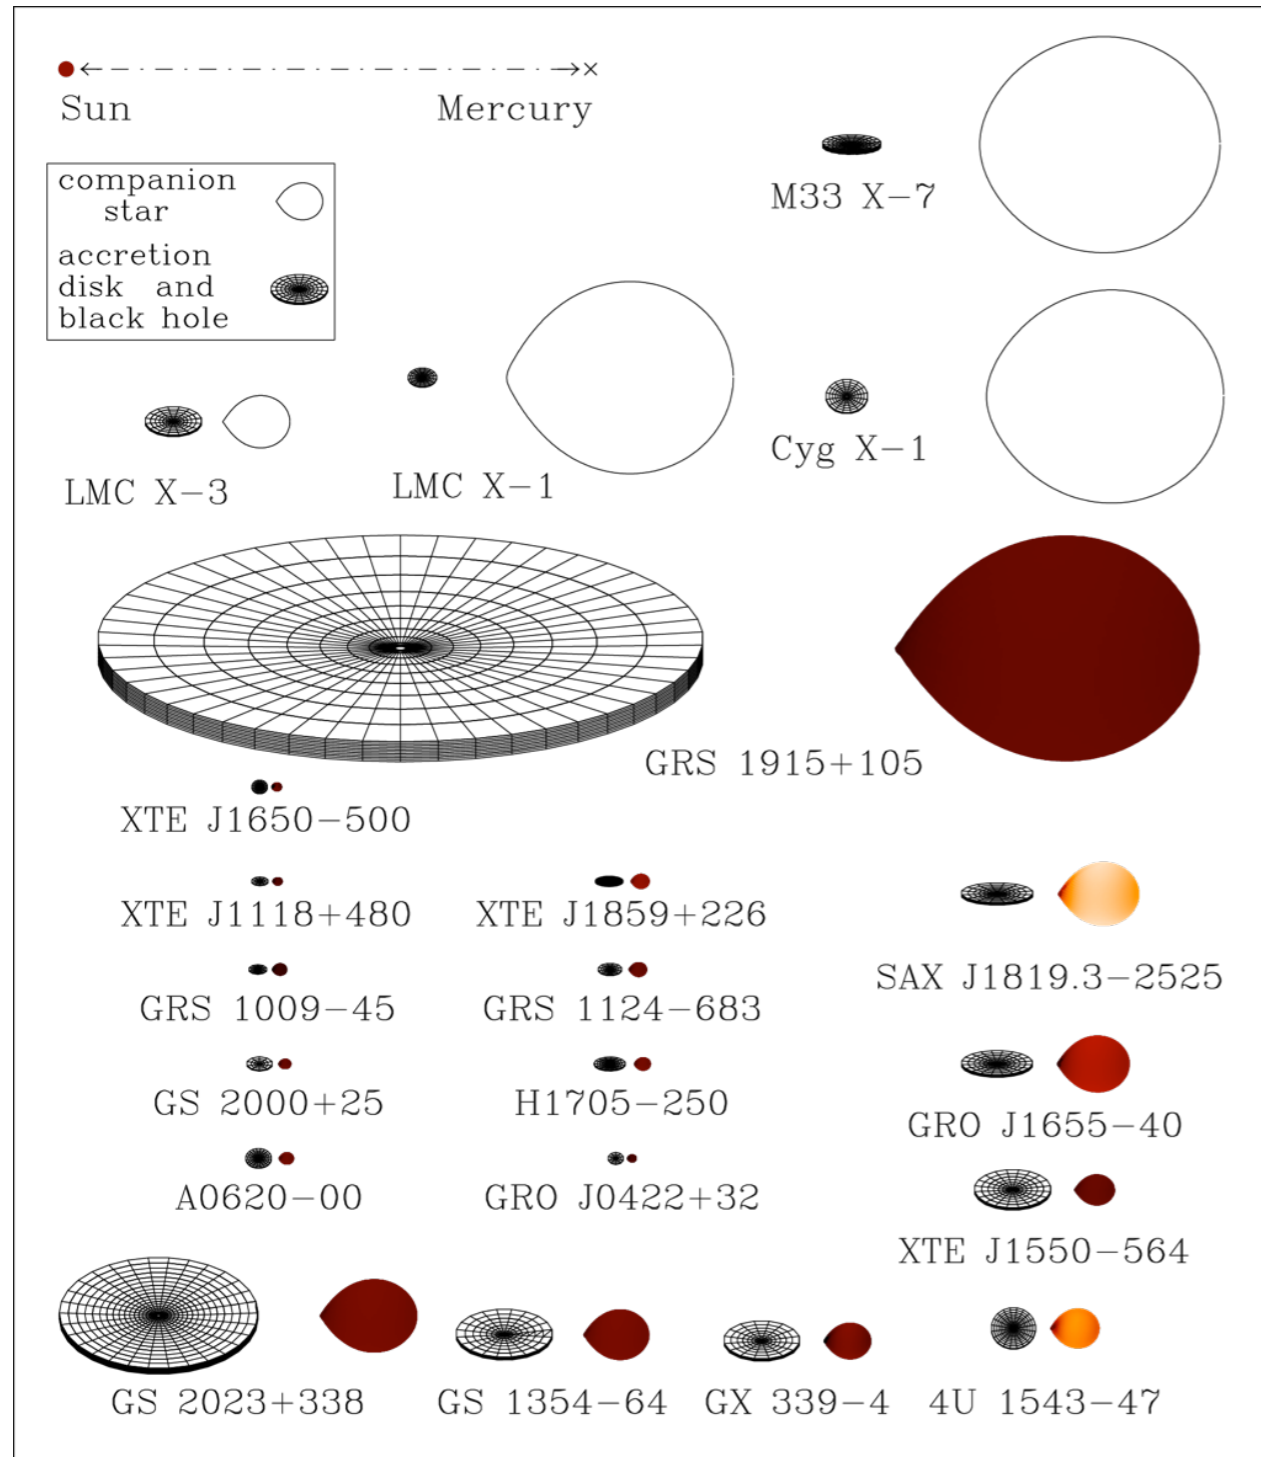 Sun
Mercury
companion
star
accretion
disk and
black hole
M33 X-7
LMC X-3
LMC X-1
Cyg X-1
GRS 1915+105
XTE J1650-500
XTE J1118+480
XTE J1859+226
SAX J1819.3-2525
GRS 1009-45
GRS 1124-683
GS 2000+25
H1705-250
GRO J1655-40
A0620-00
GRO J0422+32
XTE J1550-564
GS 2023+338
GS 1354-64
GX 339-4
4U 1543-47